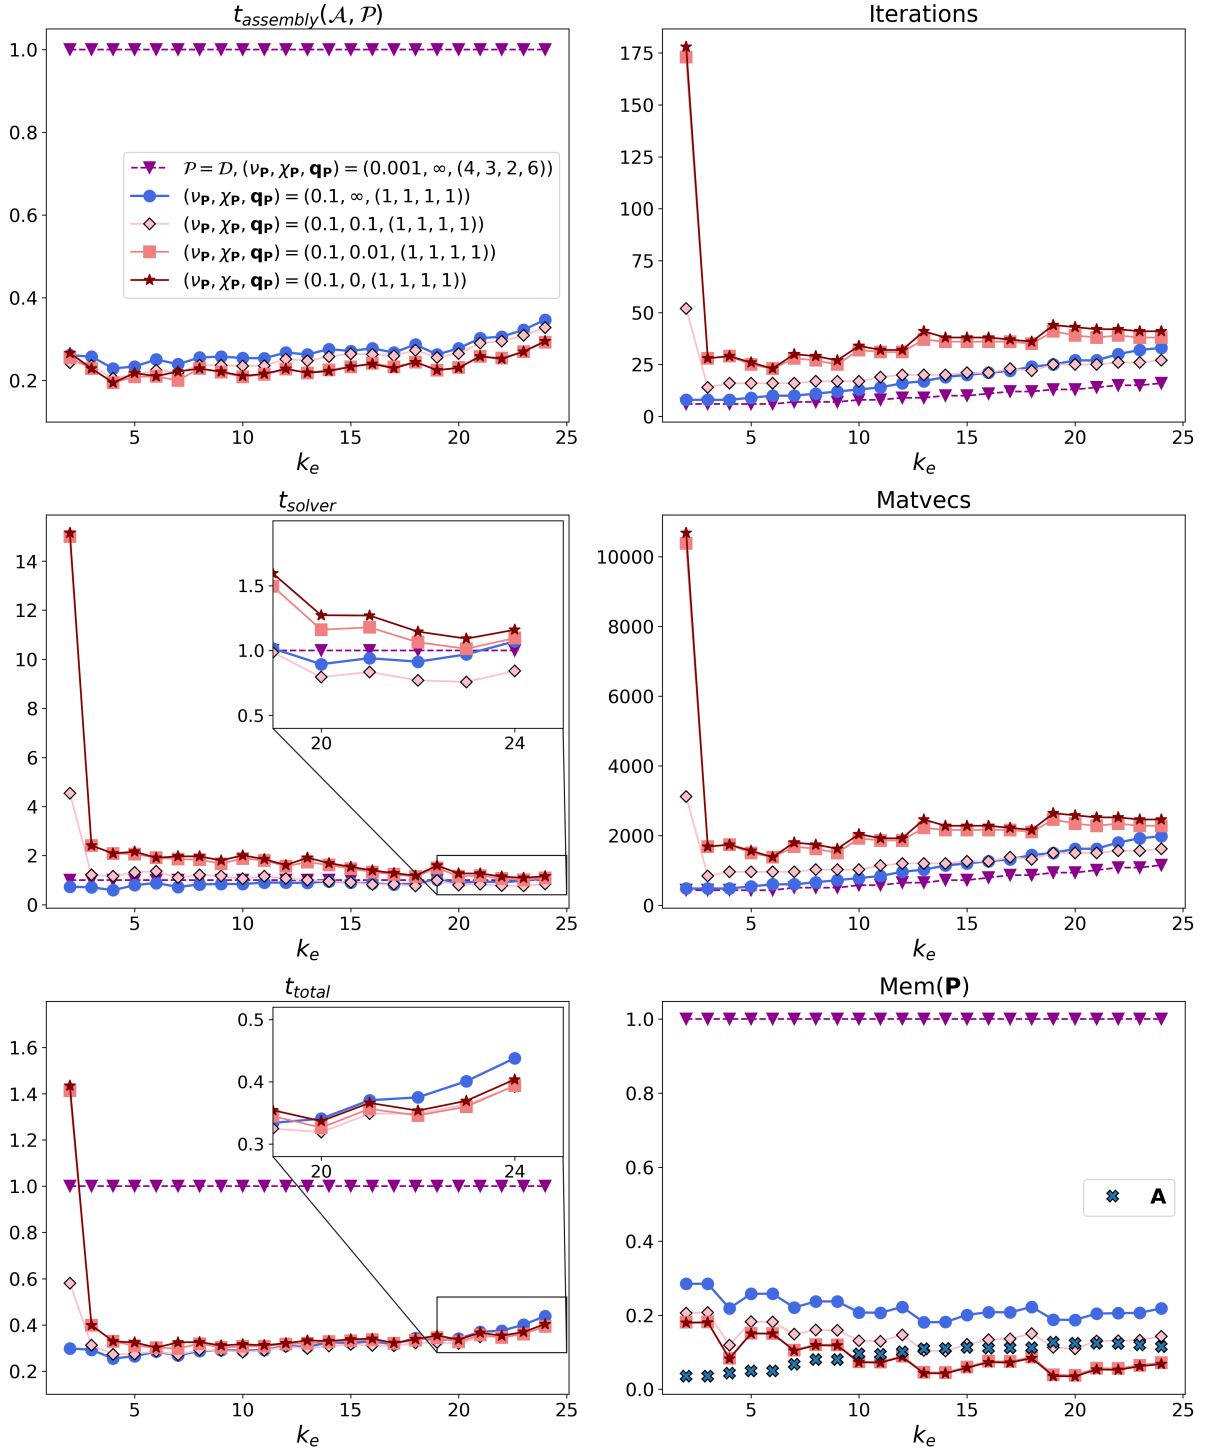 t_assembly(𝒜, 𝒫)
1.0
0.8
0.6
0.4
0.2
𝒫 = 𝒟, (ν_P, χ_P, q_P) = (0.001, ∞, (4, 3, 2, 6))
(ν_P, χ_P, q_P) = (0.1, ∞, (1, 1, 1, 1))
(ν_P, χ_P, q_P) = (0.1, 0.1, (1, 1, 1, 1))
(ν_P, χ_P, q_P) = (0.1, 0.01, (1, 1, 1, 1))
(ν_P, χ_P, q_P) = (0.1, 0, (1, 1, 1, 1))
5 10 15 20 25
k_e
Iterations
175
150
125
100
75
50
25
0
5 10 15 20 25
k_e
t_solver
14
12
10
8
6
4
2
0
1.5
1.0
0.5
20 24
5 10 15 20 25
k_e
Matvecs
10000
8000
6000
4000
2000
0
5 10 15 20 25
k_e
t_total
1.6
1.4
1.2
1.0
0.8
0.6
0.4
0.2
0.5
0.4
0.3
20 24
5 10 15 20 25
k_e
Mem(P)
1.0
0.8
0.6
0.4
0.2
0.0
A
5 10 15 20 25
k_e